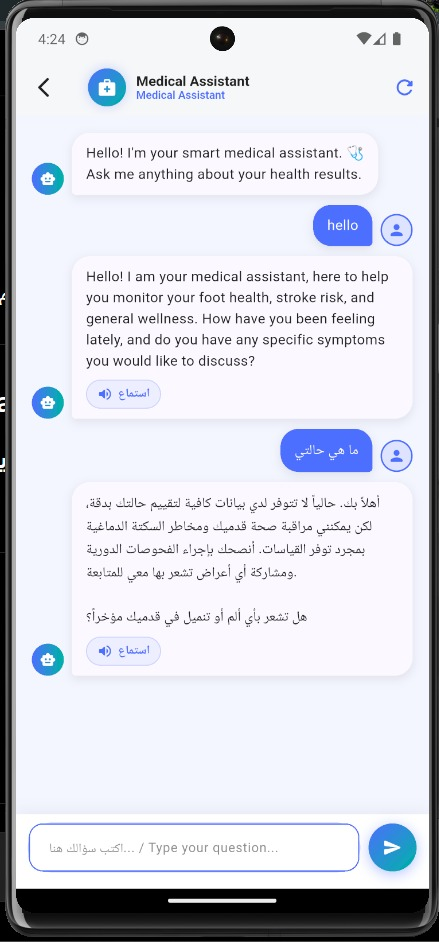 4:24
Medical Assistant
Medical Assistant
Hello! I'm your smart medical assistant. 🩺
Ask me anything about your health results.
hello
Hello! I am your medical assistant, here to help
you monitor your foot health, stroke risk, and
general wellness. How have you been feeling
lately, and do you have any specific symptoms
you would like to discuss?
استماع
ما هي حالتي
أهلاً بك. حالياً لا تتوفر لدي بيانات كافية لتقييم حالتك بدقة،
لكن يمكنني مراقبة صحة قدميك ومخاطر السكتة الدماغية
بمجرد توفر القياسات. أنصحك بإجراء الفحوصات الدورية
ومشاركة أي أعراض تشعر بها معي للمتابعة.
هل تشعر بأي ألم أو تنميل في قدميك مؤخراً؟
استماع
اكتب سؤالك هنا... / Type your question...